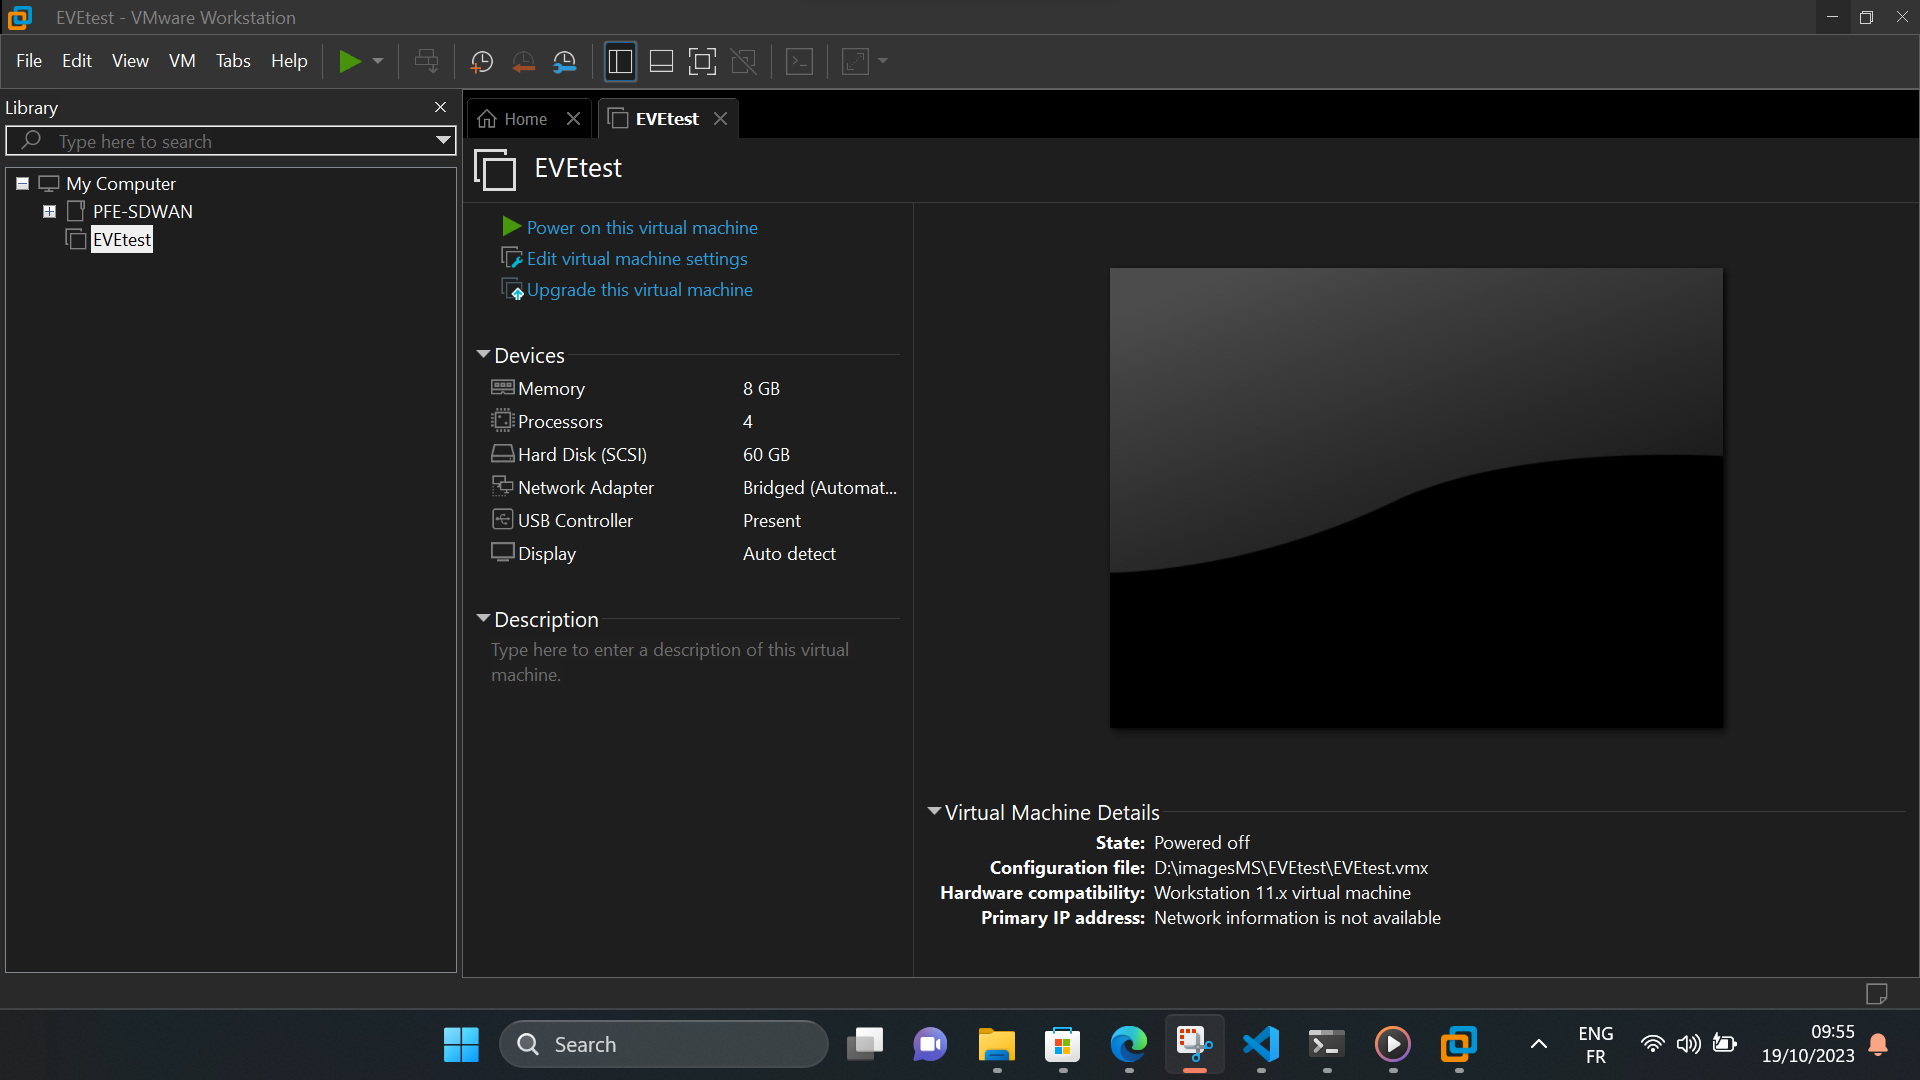 EVEtest - VMware Workstation
File Edit View VM Tabs Help
Library
Type here to search
My Computer
PFE-SDWAN
EVEtest
Home
EVEtest
EVEtest
Power on this virtual machine
Edit virtual machine settings
Upgrade this virtual machine
Devices
Memory 8 GB
Processors 4
Hard Disk (SCSI) 60 GB
Network Adapter Bridged (Automat...
USB Controller Present
Display Auto detect
Description
Type here to enter a description of this virtual
machine.
Virtual Machine Details
State: Powered off
Configuration file: D:\imagesMS\EVEtest\EVEtest.vmx
Hardware compatibility: Workstation 11.x virtual machine
Primary IP address: Network information is not available
Search
ENG
FR
09:55
19/10/2023